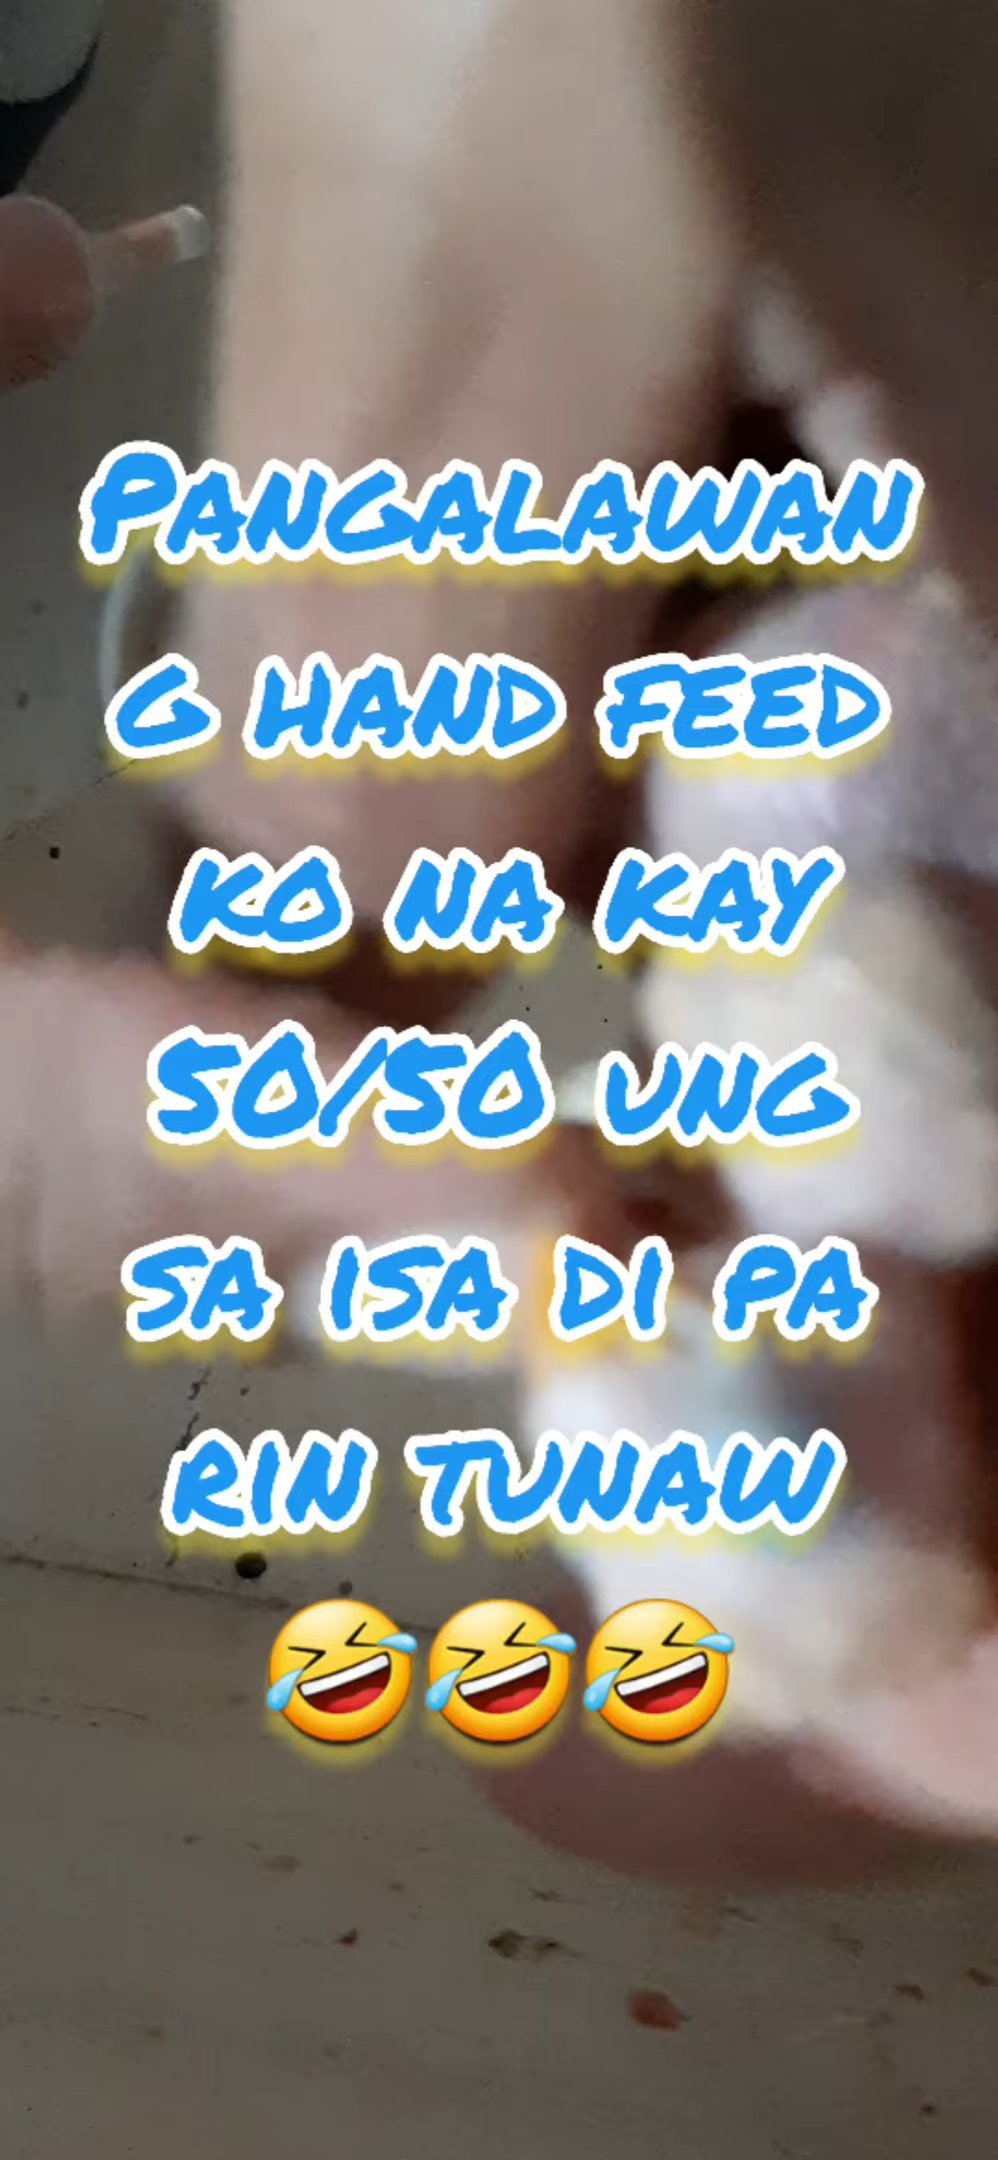 PANGALAWAN
G HAND FEED
KO NA KAY
50/50 UNG
SA ISA DI PA
RIN TUNAW
🤣🤣🤣